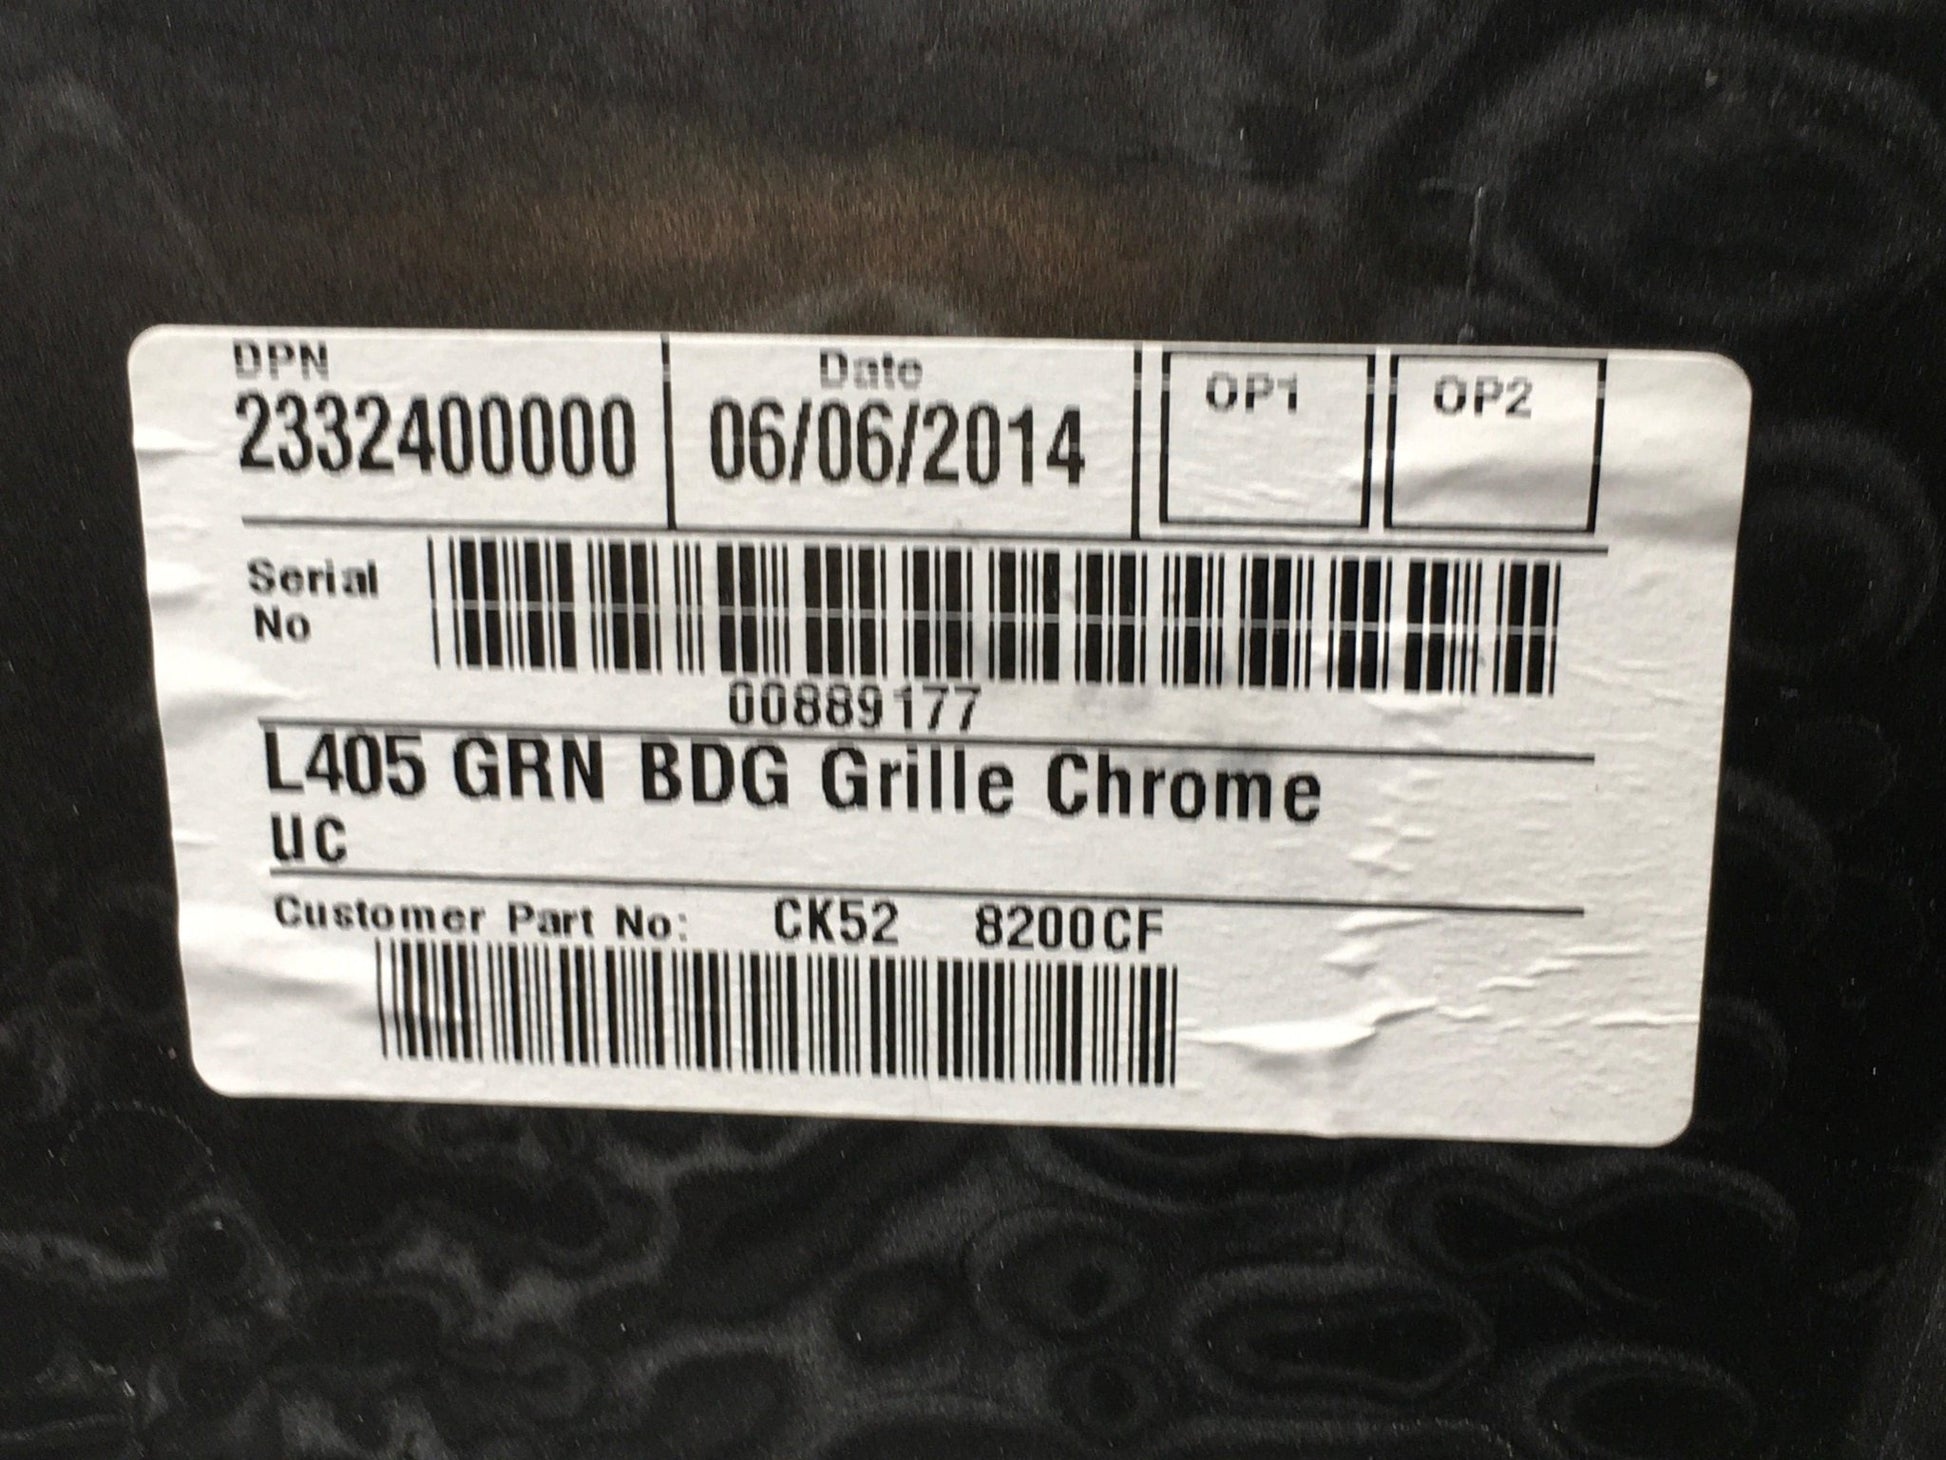 DPN Date OP1 OP2
2332400000 06/06/2014
Serial
No
00889177
L405 GRN BDG Grille Chrome
UC
Customer Part No: CK52 8200CF